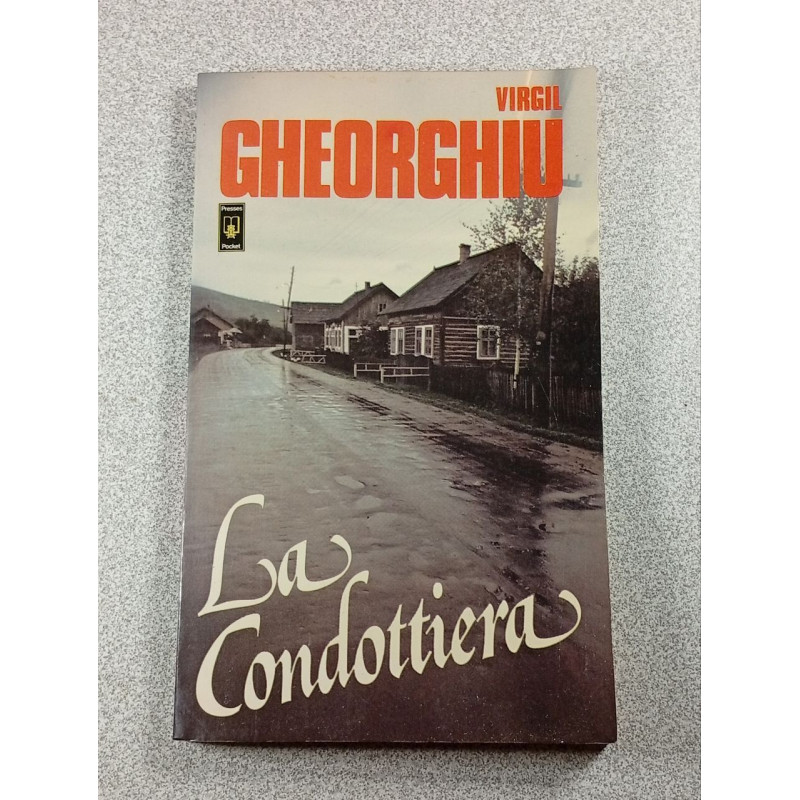 VIRGIL
GHEORGHIU
Presses
Pocket
La
Condottiera